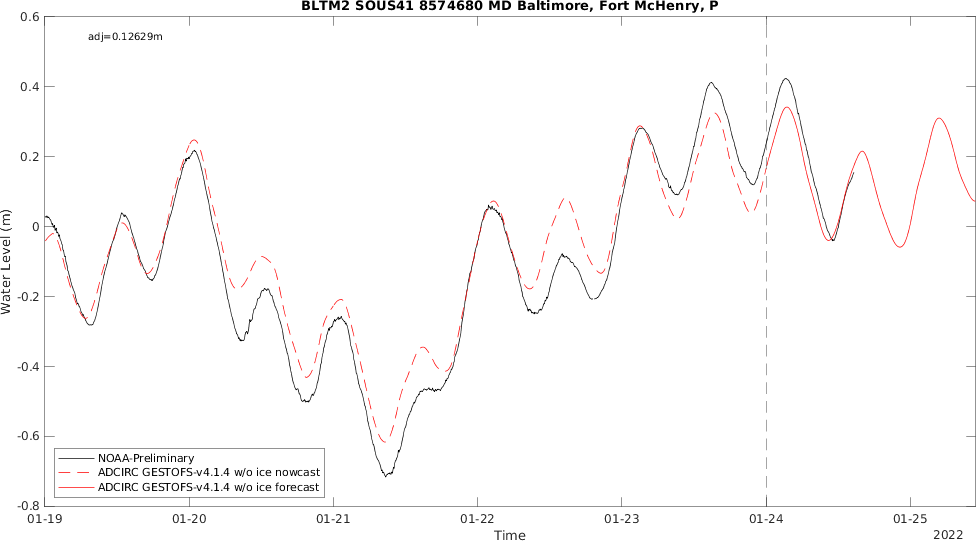 BLTM2 SOUS41 8574680 MD Baltimore, Fort McHenry, P
adj=0.12629m
0.6
0.4
0.2
0
-0.2
-0.4
-0.6
-0.8
Water Level (m)
NOAA-Preliminary
ADCIRC GESTOFS-v4.1.4 w/o ice nowcast
ADCIRC GESTOFS-v4.1.4 w/o ice forecast
01-19 01-20 01-21 01-22 01-23 01-24 01-25
Time
2022